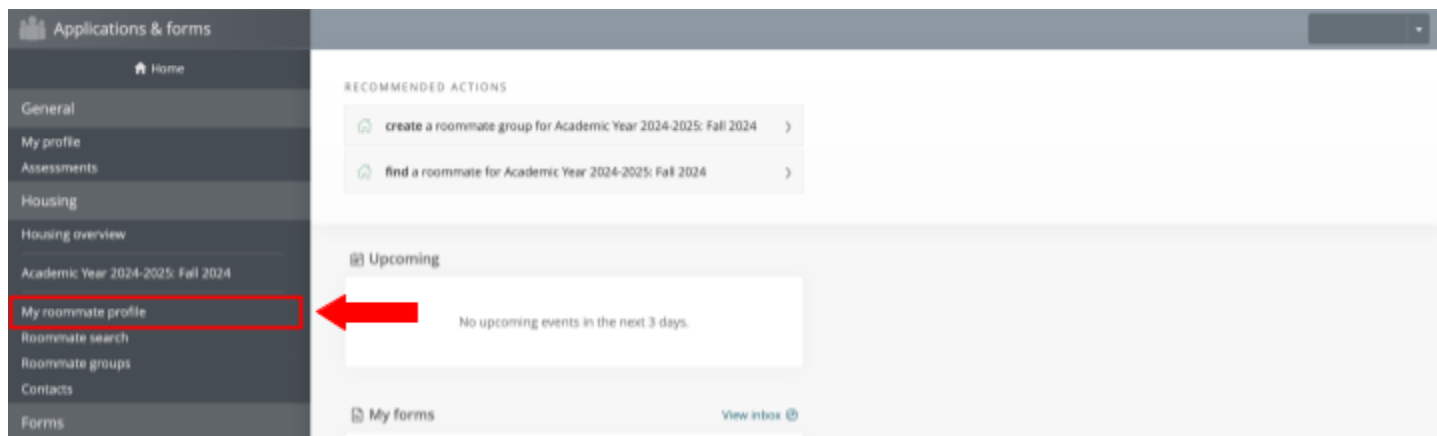 Applications & forms
Home
General
My profile
Assessments
Housing
Housing overview
Academic Year 2024-2025: Fall 2024
My roommate profile
Roommate search
Roommate groups
Contacts
Forms
RECOMMENDED ACTIONS
create a roommate group for Academic Year 2024-2025: Fall 2024
find a roommate for Academic Year 2024-2025: Fall 2024
Upcoming
No upcoming events in the next 3 days.
My forms
View inbox